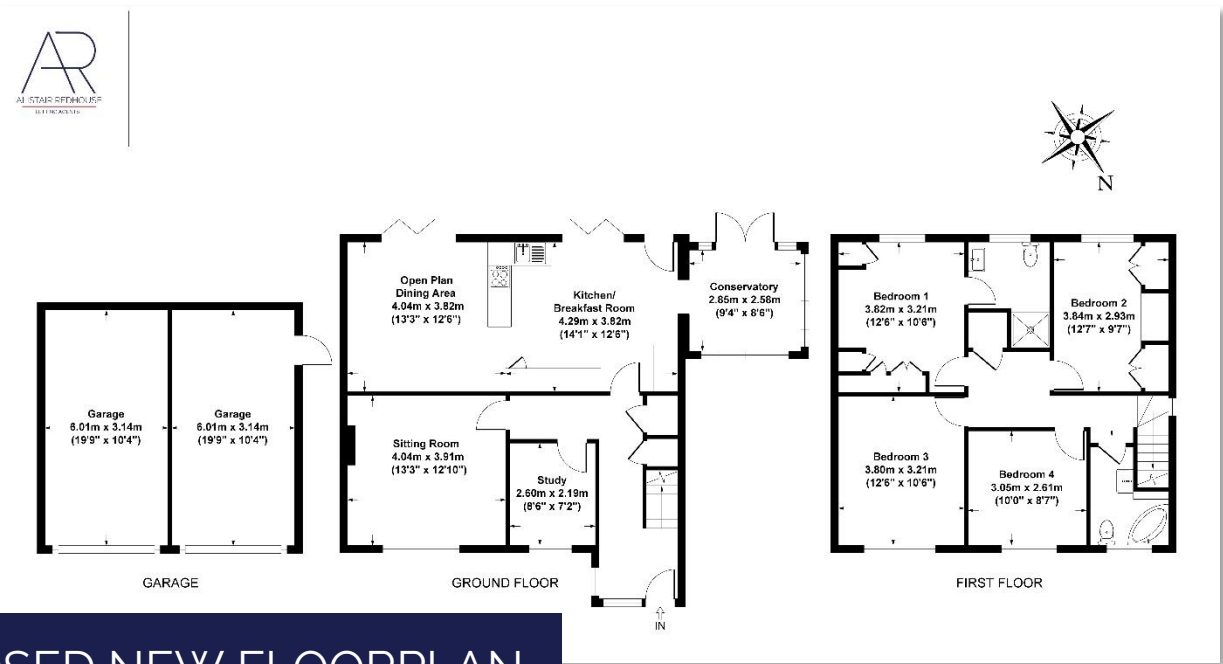 AR
ALISTAIR REDHOUSE
N
Open Plan
Dining Area
4.04m x 3.82m
(13'3" x 12'6")
Kitchen/
Breakfast Room
4.29m x 3.82m
(14'1" x 12'6")
Conservatory
2.85m x 2.58m
(9'4" x 8'6")
Bedroom 1
3.82m x 3.21m
(12'6" x 10'6")
Bedroom 2
3.84m x 2.93m
(12'7" x 9'7")
Garage
6.01m x 3.14m
(19'9" x 10'4")
Garage
6.01m x 3.14m
(19'9" x 10'4")
Sitting Room
4.04m x 3.91m
(13'3" x 12'10")
Study
2.60m x 2.19m
(8'6" x 7'2")
Bedroom 3
3.80m x 3.21m
(12'6" x 10'6")
Bedroom 4
3.05m x 2.61m
(10'0" x 8'7")
GARAGE
GROUND FLOOR
FIRST FLOOR
IN
SED NEW FLOORPLAN